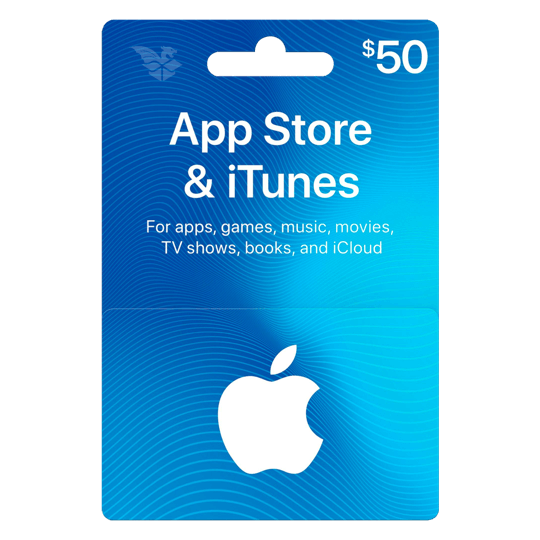 $50
App Store
& iTunes
For apps, games, music, movies,
TV shows, books, and iCloud